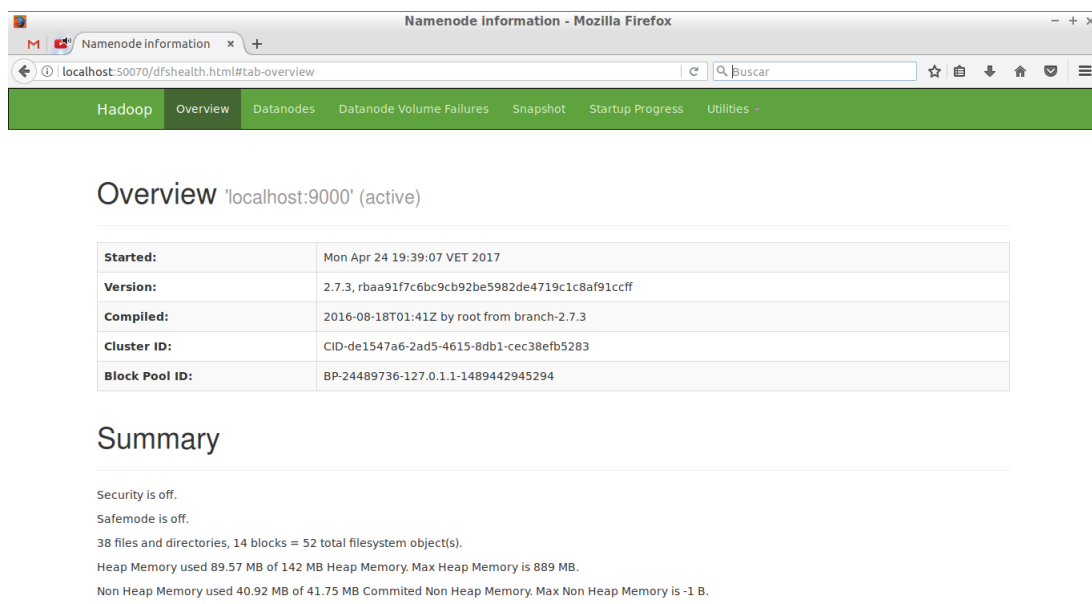 Namenode information - Mozilla Firefox
Namenode information
localhost:50070/dfshealth.html#tab-overview
Buscar
Hadoop Overview Datanodes Datanode Volume Failures Snapshot Startup Progress Utilities
Overview 'localhost:9000' (active)
Started: Mon Apr 24 19:39:07 VET 2017
Version: 2.7.3, rbaa91f7c6bc9cb92be5982de4719c1c8af91ccff
Compiled: 2016-08-18T01:41Z by root from branch-2.7.3
Cluster ID: CID-de1547a6-2ad5-4615-8db1-cec38efb5283
Block Pool ID: BP-24489736-127.0.1.1-1489442945294
Summary
Security is off.
Safemode is off.
38 files and directories, 14 blocks = 52 total filesystem object(s).
Heap Memory used 89.57 MB of 142 MB Heap Memory. Max Heap Memory is 889 MB.
Non Heap Memory used 40.92 MB of 41.75 MB Commited Non Heap Memory. Max Non Heap Memory is -1 B.